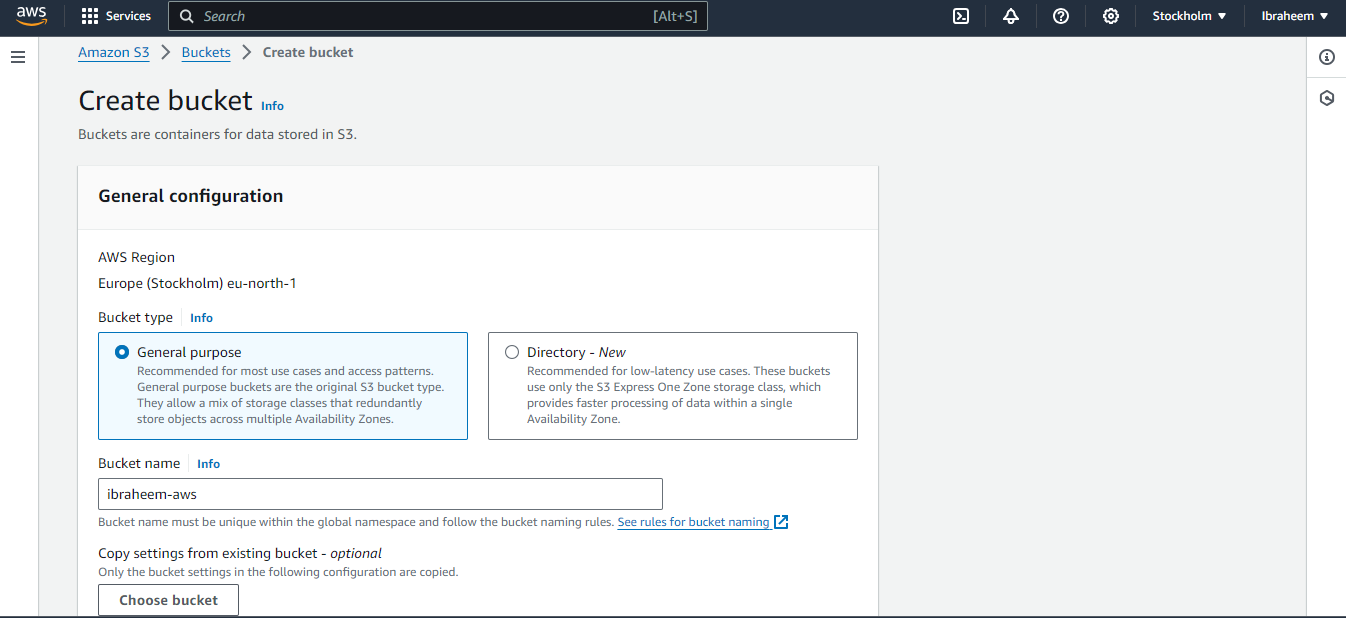 aws
Services
Search
[Alt+S]
Stockholm
Ibraheem
Amazon S3
Buckets
Create bucket
Create bucket
Info
Buckets are containers for data stored in S3.
General configuration
AWS Region
Europe (Stockholm) eu-north-1
Bucket type
Info
General purpose
Recommended for most use cases and access patterns.
General purpose buckets are the original S3 bucket type.
They allow a mix of storage classes that redundantly
store objects across multiple Availability Zones.
Directory - New
Recommended for low-latency use cases. These buckets
use only the S3 Express One Zone storage class, which
provides faster processing of data within a single
Availability Zone.
Bucket name
Info
ibraheem-aws
Bucket name must be unique within the global namespace and follow the bucket naming rules. See rules for bucket naming
Copy settings from existing bucket - optional
Only the bucket settings in the following configuration are copied.
Choose bucket